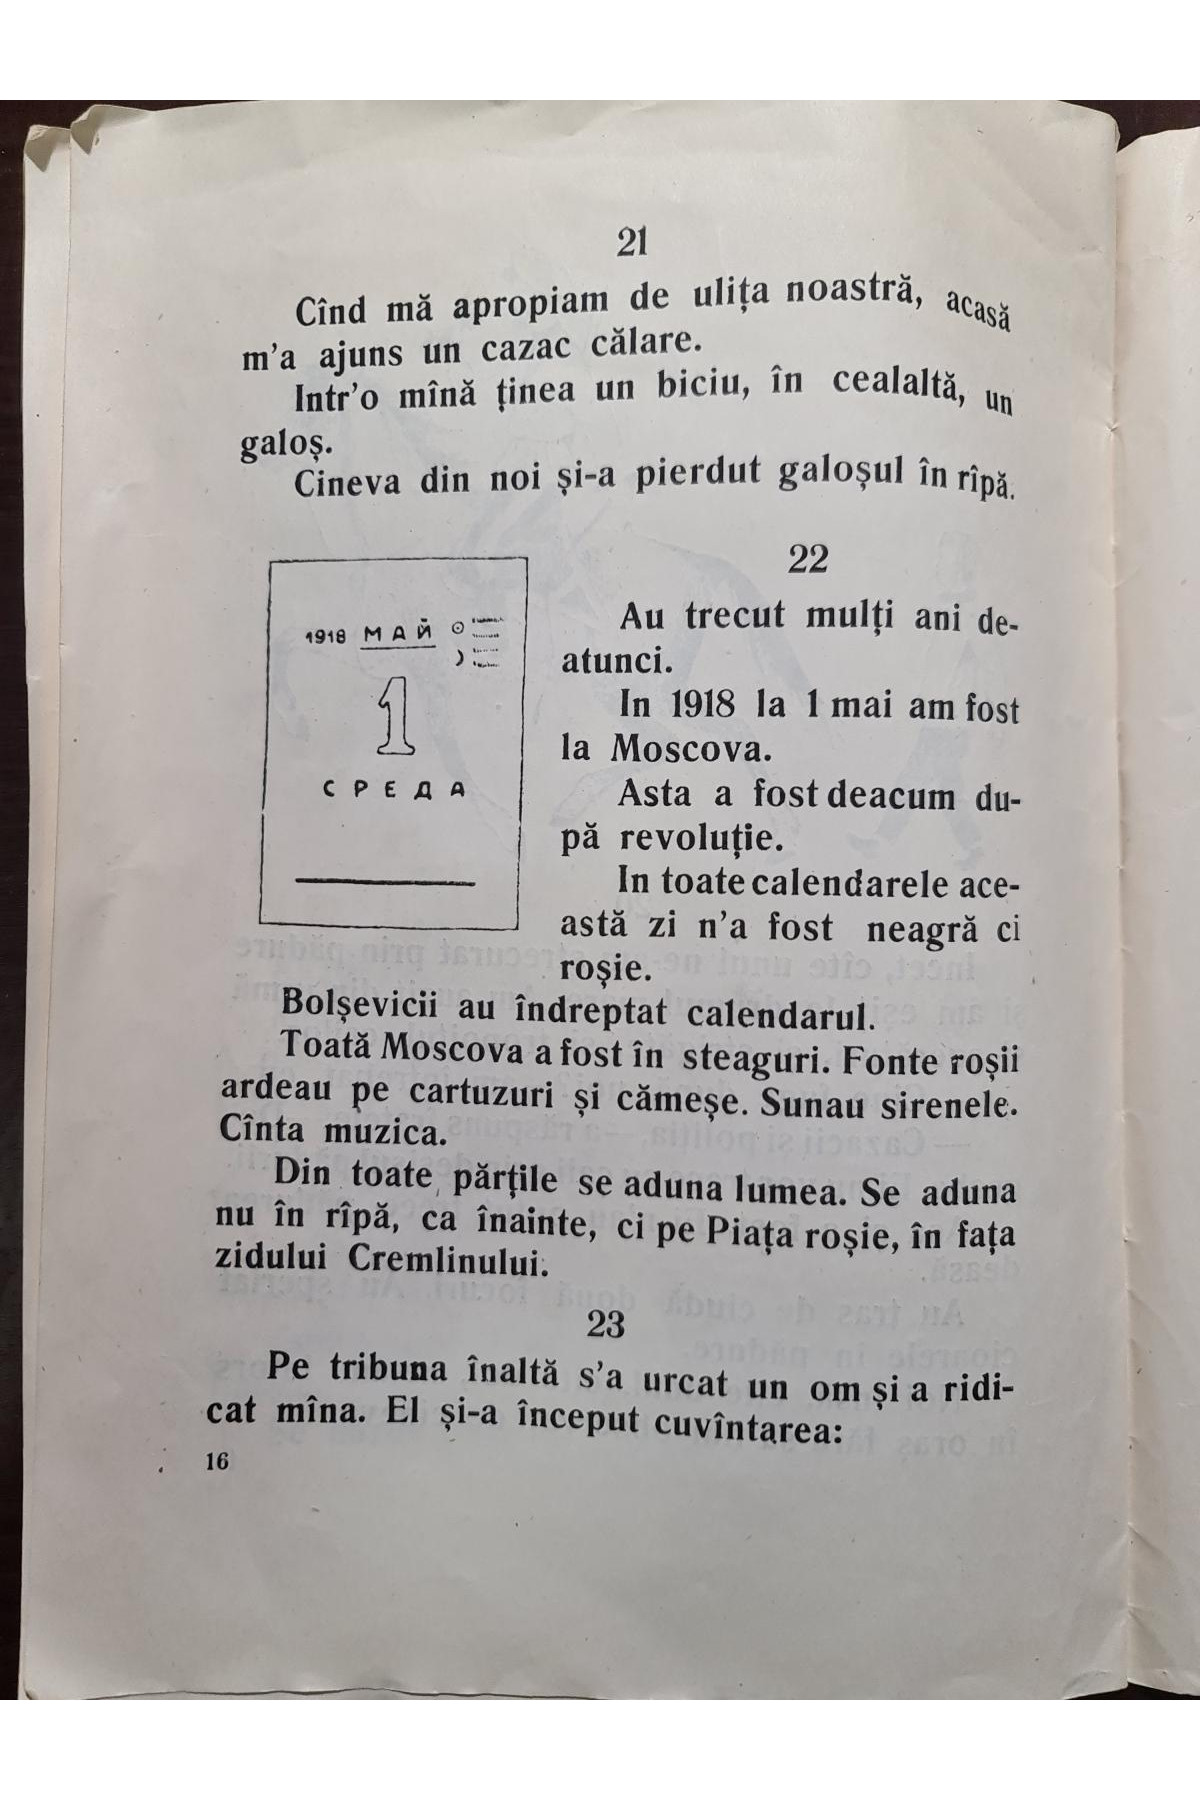 21
Cînd mă apropiam de ulița noastră, acasă
m'a ajuns un cazac călare.
Intr'o mînă ținea un biciu, în cealaltă, un
galoș.
Cineva din noi și-a pierdut galoșul în rîpă.
1918 МАЙ
1
СРЕДА
22
Au trecut mulți ani de-
atunci.
In 1918 la 1 mai am fost
la Moscova.
Asta a fost deacum du-
pă revoluție.
In toate calendarele ace-
astă zi n'a fost neagră ci
roșie.
Bolșevicii au îndreptat calendarul.
Toată Moscova a fost în steaguri. Fonte roșii
ardeau pe cartuzuri și cămeșe. Sunau sirenele.
Cînta muzica.
Din toate părțile se aduna lumea. Se aduna
nu în rîpă, ca înainte, ci pe Piața roșie, în fața
zidului Cremlinului.
23
Pe tribuna înaltă s'a urcat un om și a ridi-
cat mîna. El și-a început cuvîntarea:
16